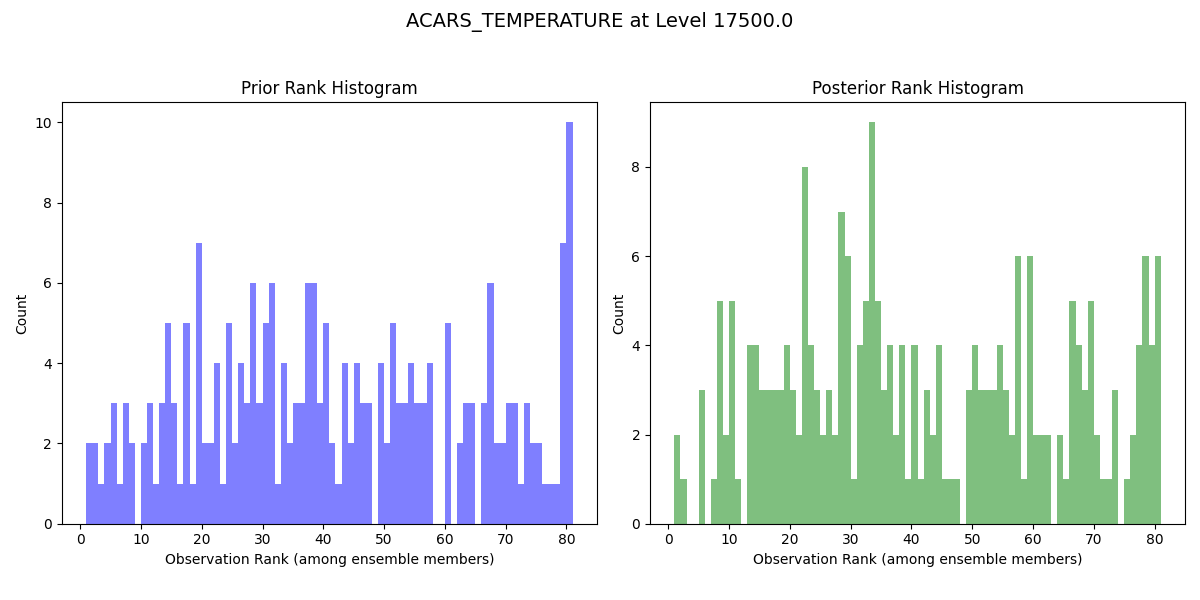 ACARS_TEMPERATURE at Level 17500.0
Prior Rank Histogram
Count
10
8
6
4
2
0
0 10 20 30 40 50 60 70 80
Observation Rank (among ensemble members)
Posterior Rank Histogram
Count
8
6
4
2
0
0 10 20 30 40 50 60 70 80
Observation Rank (among ensemble members)